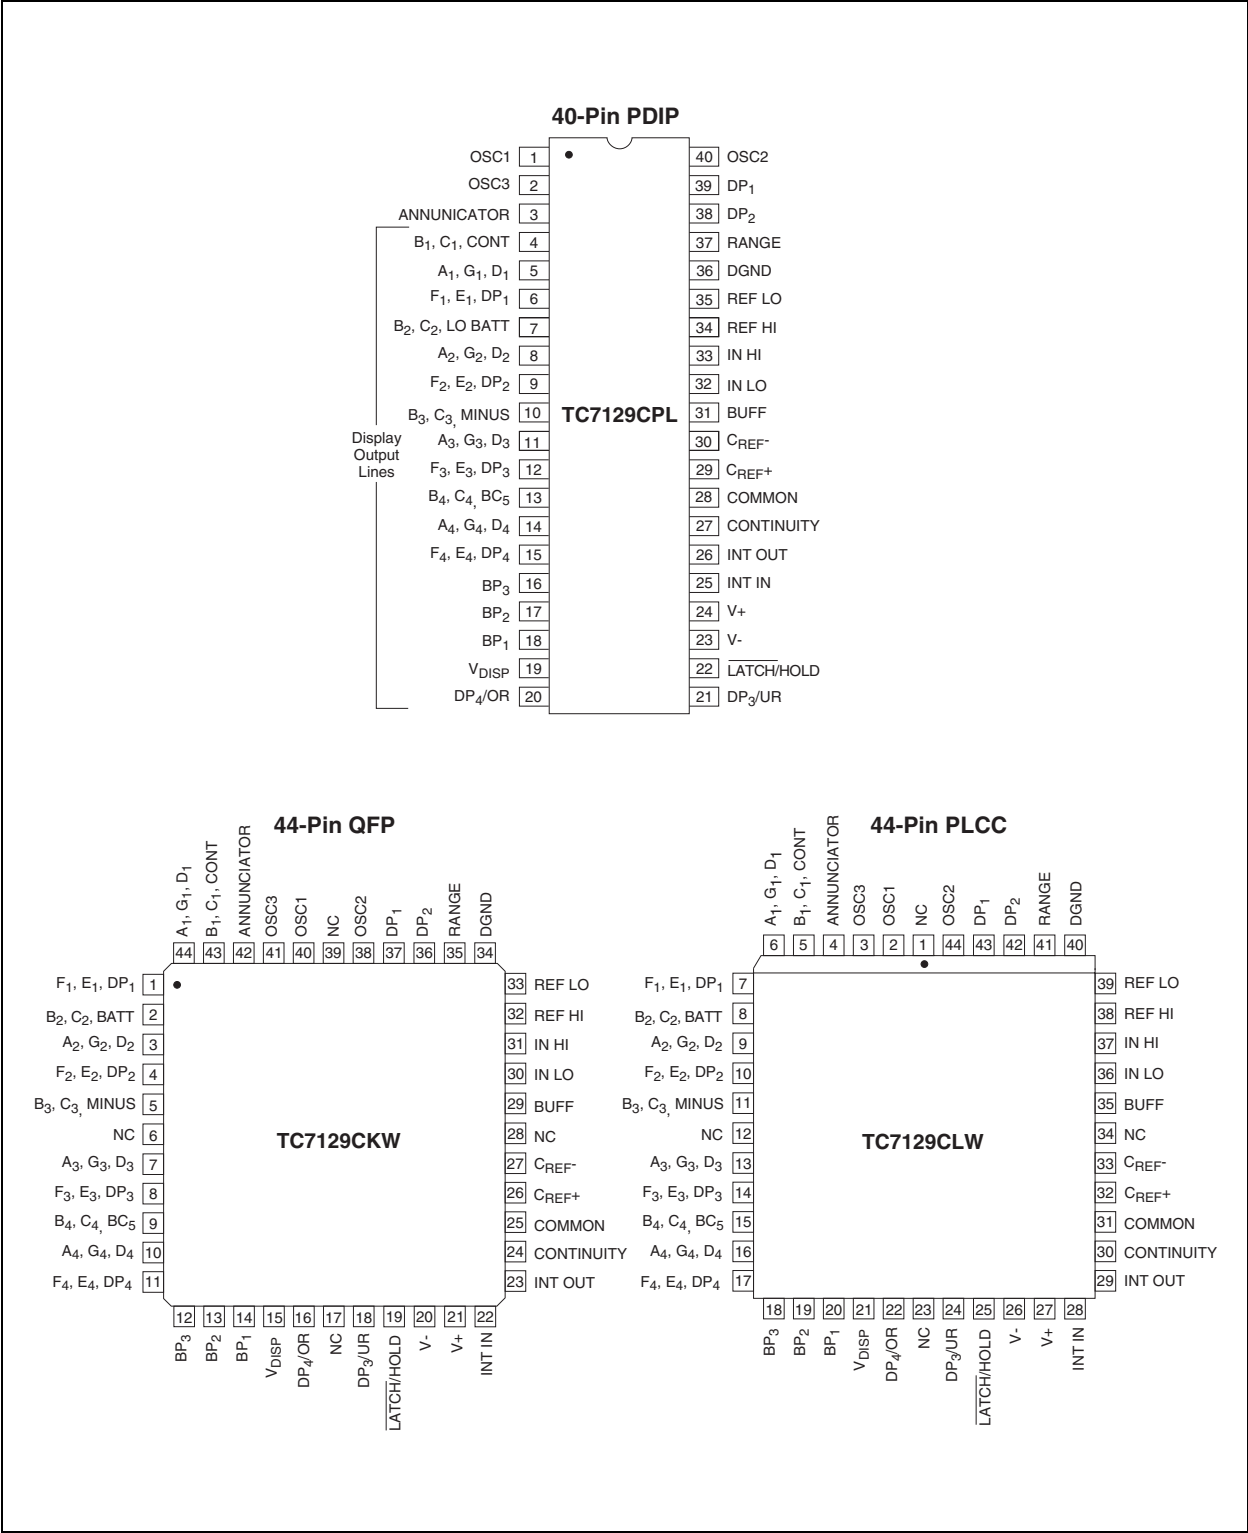 40-Pin PDIP
OSC1 1
OSC3 2
ANNUNICATOR 3
B1, C1, CONT 4
A1, G1, D1 5
F1, E1, DP1 6
B2, C2, LO BATT 7
A2, G2, D2 8
F2, E2, DP2 9
B3, C3, MINUS 10
A3, G3, D3 11
F3, E3, DP3 12
B4, C4, BC5 13
A4, G4, D4 14
F4, E4, DP4 15
BP3 16
BP2 17
BP1 18
VDISP 19
DP4/OR 20
Display
Output
Lines
TC7129CPL
40 OSC2
39 DP1
38 DP2
37 RANGE
36 DGND
35 REF LO
34 REF HI
33 IN HI
32 IN LO
31 BUFF
30 CREF-
29 CREF+
28 COMMON
27 CONTINUITY
26 INT OUT
25 INT IN
24 V+
23 V-
22 LATCH/HOLD
21 DP3/UR
44-Pin QFP
A1, G1, D1 44
B1, C1, CONT 43
ANNUNCIATOR 42
OSC3 41
OSC1 40
NC 39
OSC2 38
DP1 37
DP2 36
RANGE 35
DGND 34
F1, E1, DP1 1
B2, C2, BATT 2
A2, G2, D2 3
F2, E2, DP2 4
B3, C3, MINUS 5
NC 6
A3, G3, D3 7
F3, E3, DP3 8
B4, C4, BC5 9
A4, G4, D4 10
F4, E4, DP4 11
TC7129CKW
33 REF LO
32 REF HI
31 IN HI
30 IN LO
29 BUFF
28 NC
27 CREF-
26 CREF+
25 COMMON
24 CONTINUITY
23 INT OUT
12 BP3
13 BP2
14 BP1
15 VDISP
16 DP4/OR
17 NC
18 DP3/UR
19 LATCH/HOLD
20 V-
21 V+
22 INT IN
44-Pin PLCC
A1, G1, D1 6
B1, C1, CONT 5
ANNUNCIATOR 4
OSC3 3
OSC1 2
NC 1
OSC2 44
DP1 43
DP2 42
RANGE 41
DGND 40
F1, E1, DP1 7
B2, C2, BATT 8
A2, G2, D2 9
F2, E2, DP2 10
B3, C3, MINUS 11
NC 12
A3, G3, D3 13
F3, E3, DP3 14
B4, C4, BC5 15
A4, G4, D4 16
F4, E4, DP4 17
TC7129CLW
39 REF LO
38 REF HI
37 IN HI
36 IN LO
35 BUFF
34 NC
33 CREF-
32 CREF+
31 COMMON
30 CONTINUITY
29 INT OUT
18 BP3
19 BP2
20 BP1
21 VDISP
22 DP4/OR
23 NC
24 DP3/UR
25 LATCH/HOLD
26 V-
27 V+
28 INT IN